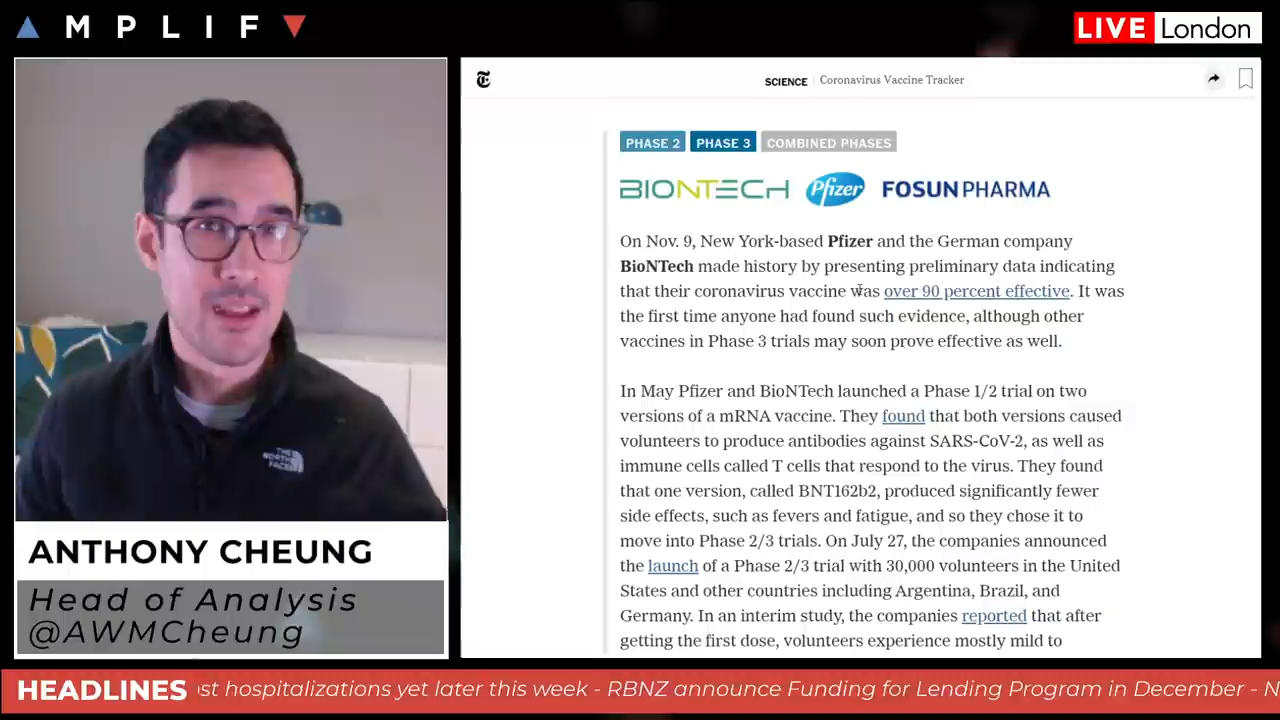 MPLIF
LIVE London
SCIENCE Coronavirus Vaccine Tracker
PHASE 2 PHASE 3 COMBINED PHASES
BIONTECH Pfizer FOSUN PHARMA
On Nov. 9, New York-based Pfizer and the German company
BioNTech made history by presenting preliminary data indicating
that their coronavirus vaccine was over 90 percent effective. It was
the first time anyone had found such evidence, although other
vaccines in Phase 3 trials may soon prove effective as well.
In May Pfizer and BioNTech launched a Phase 1/2 trial on two
versions of a mRNA vaccine. They found that both versions caused
volunteers to produce antibodies against SARS-CoV-2, as well as
immune cells called T cells that respond to the virus. They found
that one version, called BNT162b2, produced significantly fewer
side effects, such as fevers and fatigue, and so they chose it to
move into Phase 2/3 trials. On July 27, the companies announced
the launch of a Phase 2/3 trial with 30,000 volunteers in the United
States and other countries including Argentina, Brazil, and
Germany. In an interim study, the companies reported that after
getting the first dose, volunteers experience mostly mild to
THE
NORTH
FACE
ANTHONY CHEUNG
Head of Analysis
@AWMCheung
HEADLINES st hospitalizations yet later this week - RBNZ announce Funding for Lending Program in December - N